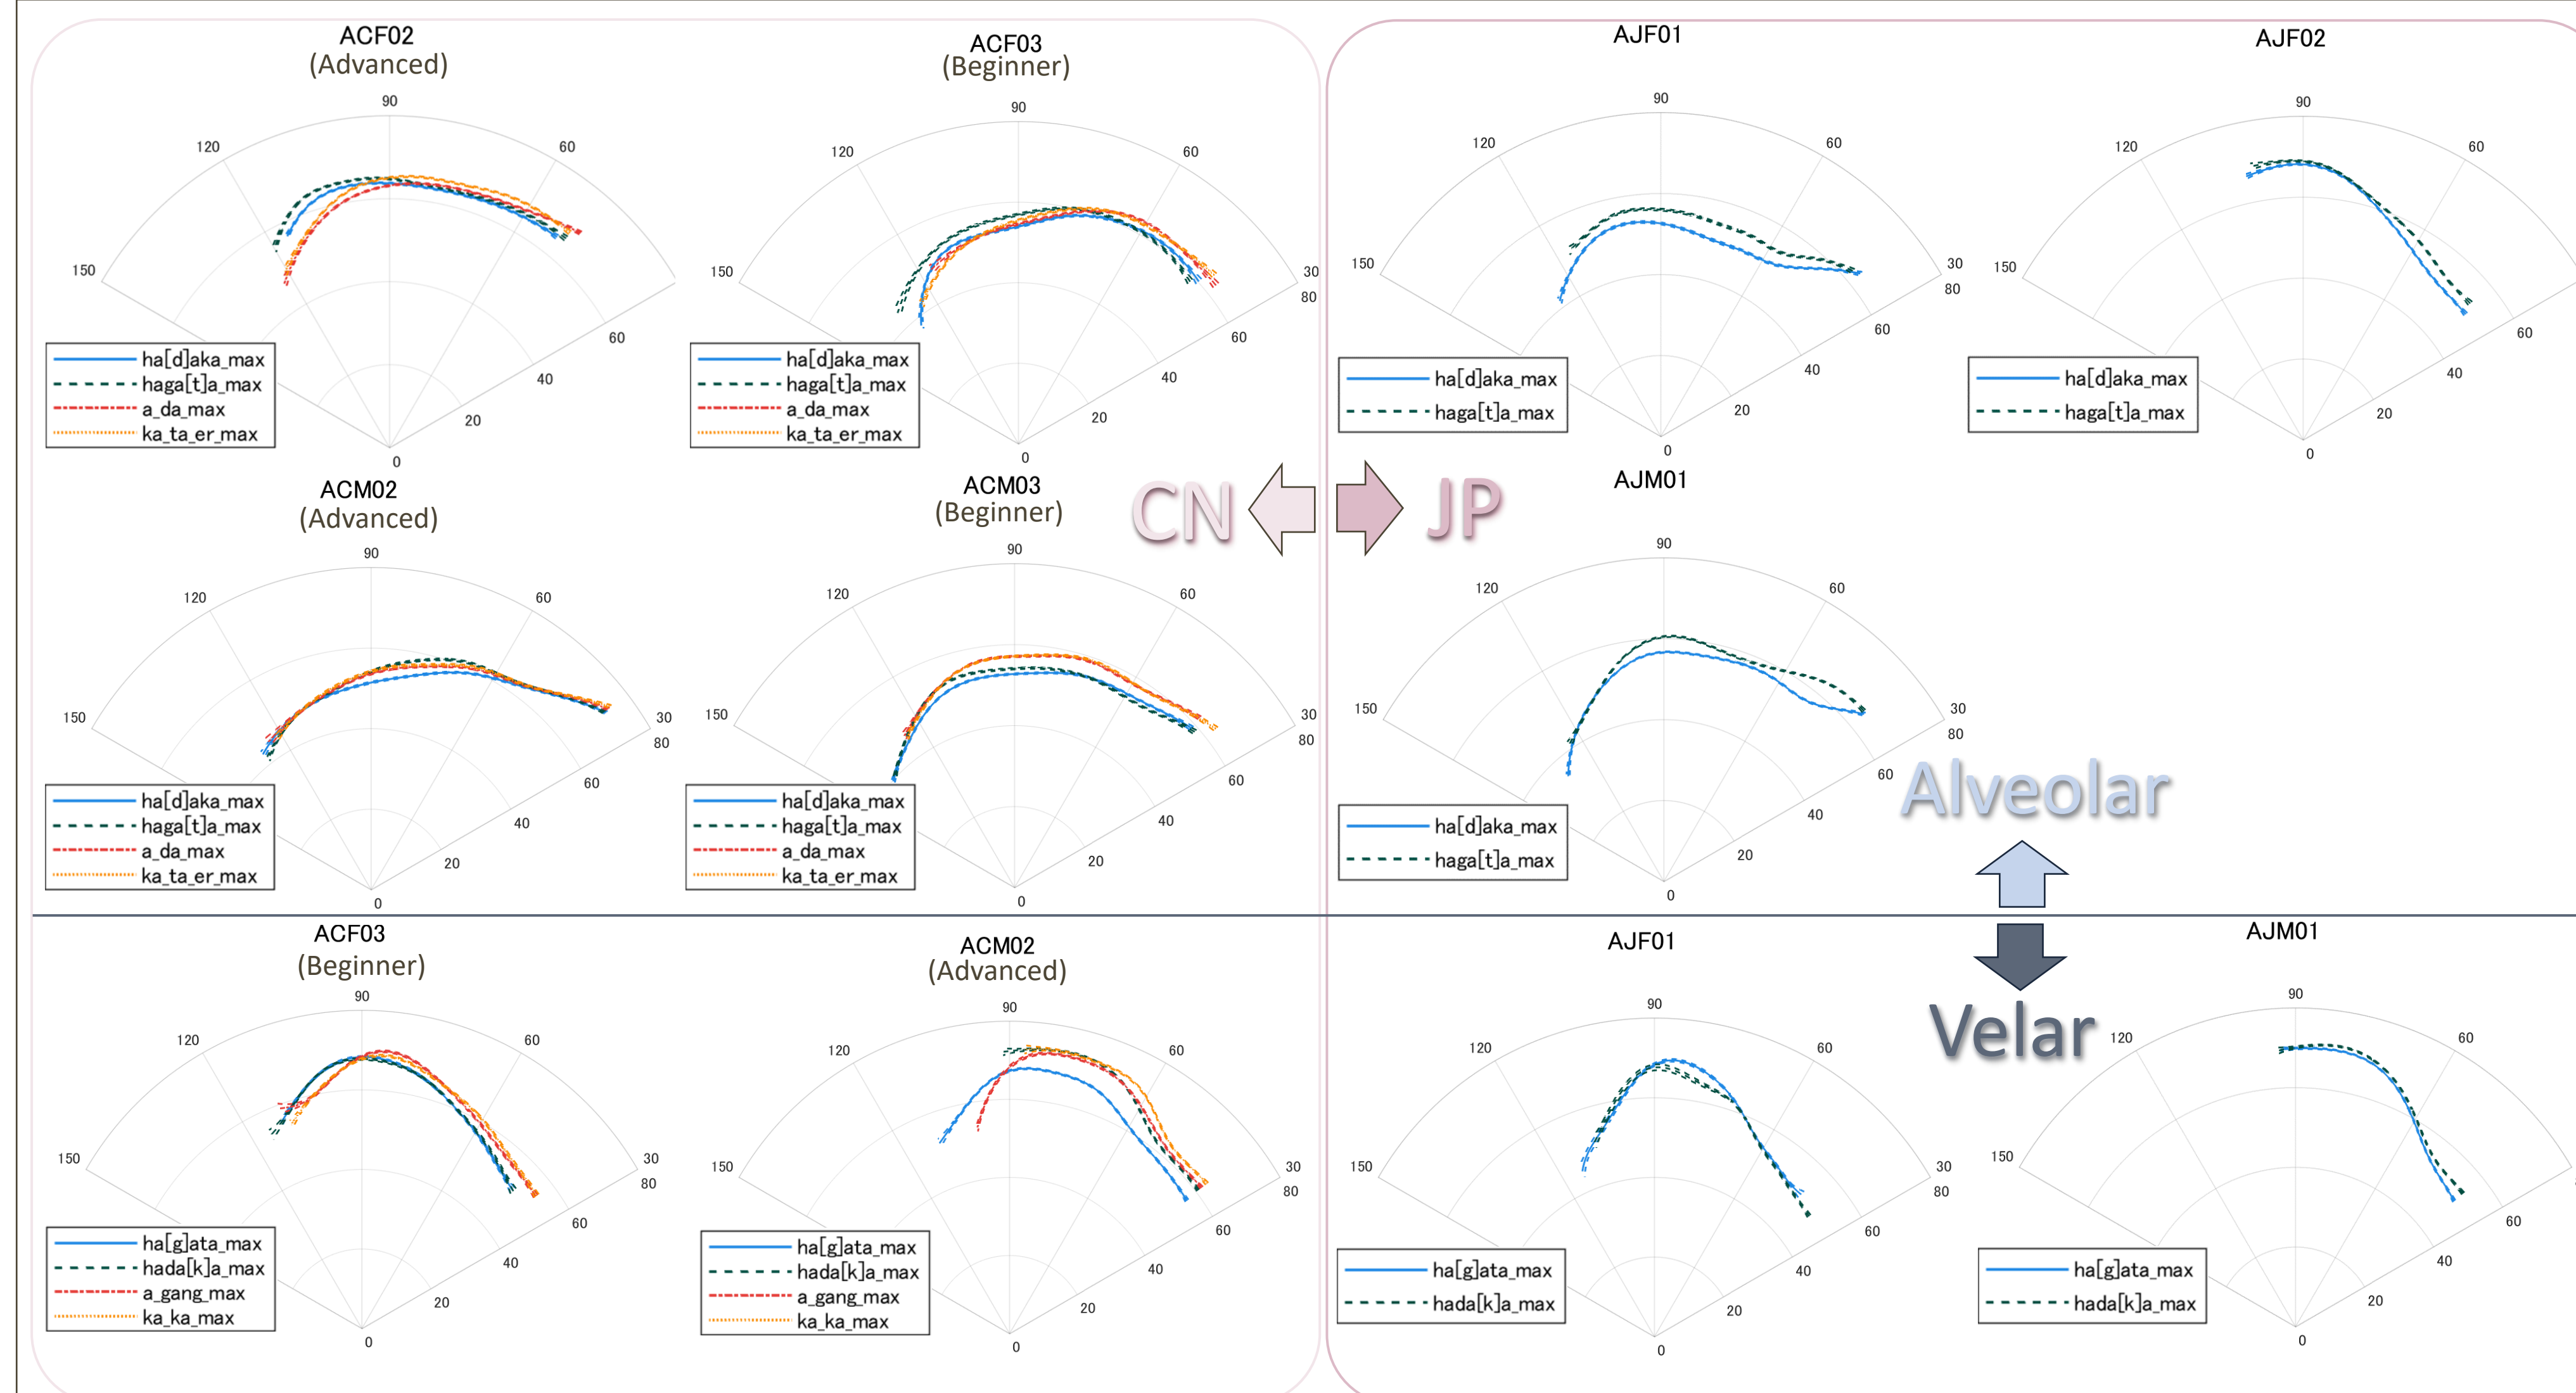 ACF02
(Advanced)
90
120
60
150
60
40
20
0
ha[d]aka_max
haga[t]a_max
a_da_max
ka_ta_er_max
ACF03
(Beginner)
90
120
60
150
30
80
60
40
20
0
ha[d]aka_max
haga[t]a_max
a_da_max
ka_ta_er_max
AJF01
90
120
60
150
30
80
60
40
20
0
ha[d]aka_max
haga[t]a_max
AJF02
90
120
60
150
60
40
20
0
ha[d]aka_max
haga[t]a_max
CN
JP
ACM02
(Advanced)
90
120
60
150
30
80
60
40
20
0
ha[d]aka_max
haga[t]a_max
a_da_max
ka_ta_er_max
ACM03
(Beginner)
90
120
60
150
30
80
60
40
20
0
ha[d]aka_max
haga[t]a_max
a_da_max
ka_ta_er_max
AJM01
90
120
60
150
30
80
60
40
20
0
ha[d]aka_max
haga[t]a_max
Alveolar
Velar
ACF03
(Beginner)
90
120
60
150
30
80
60
40
20
0
ha[g]ata_max
hada[k]a_max
a_gang_max
ka_ka_max
ACM02
(Advanced)
90
120
60
150
30
80
60
40
20
0
ha[g]ata_max
hada[k]a_max
a_gang_max
ka_ka_max
AJF01
90
120
60
150
30
80
60
40
20
0
ha[g]ata_max
hada[k]a_max
AJM01
90
120
60
150
60
40
20
0
ha[g]ata_max
hada[k]a_max